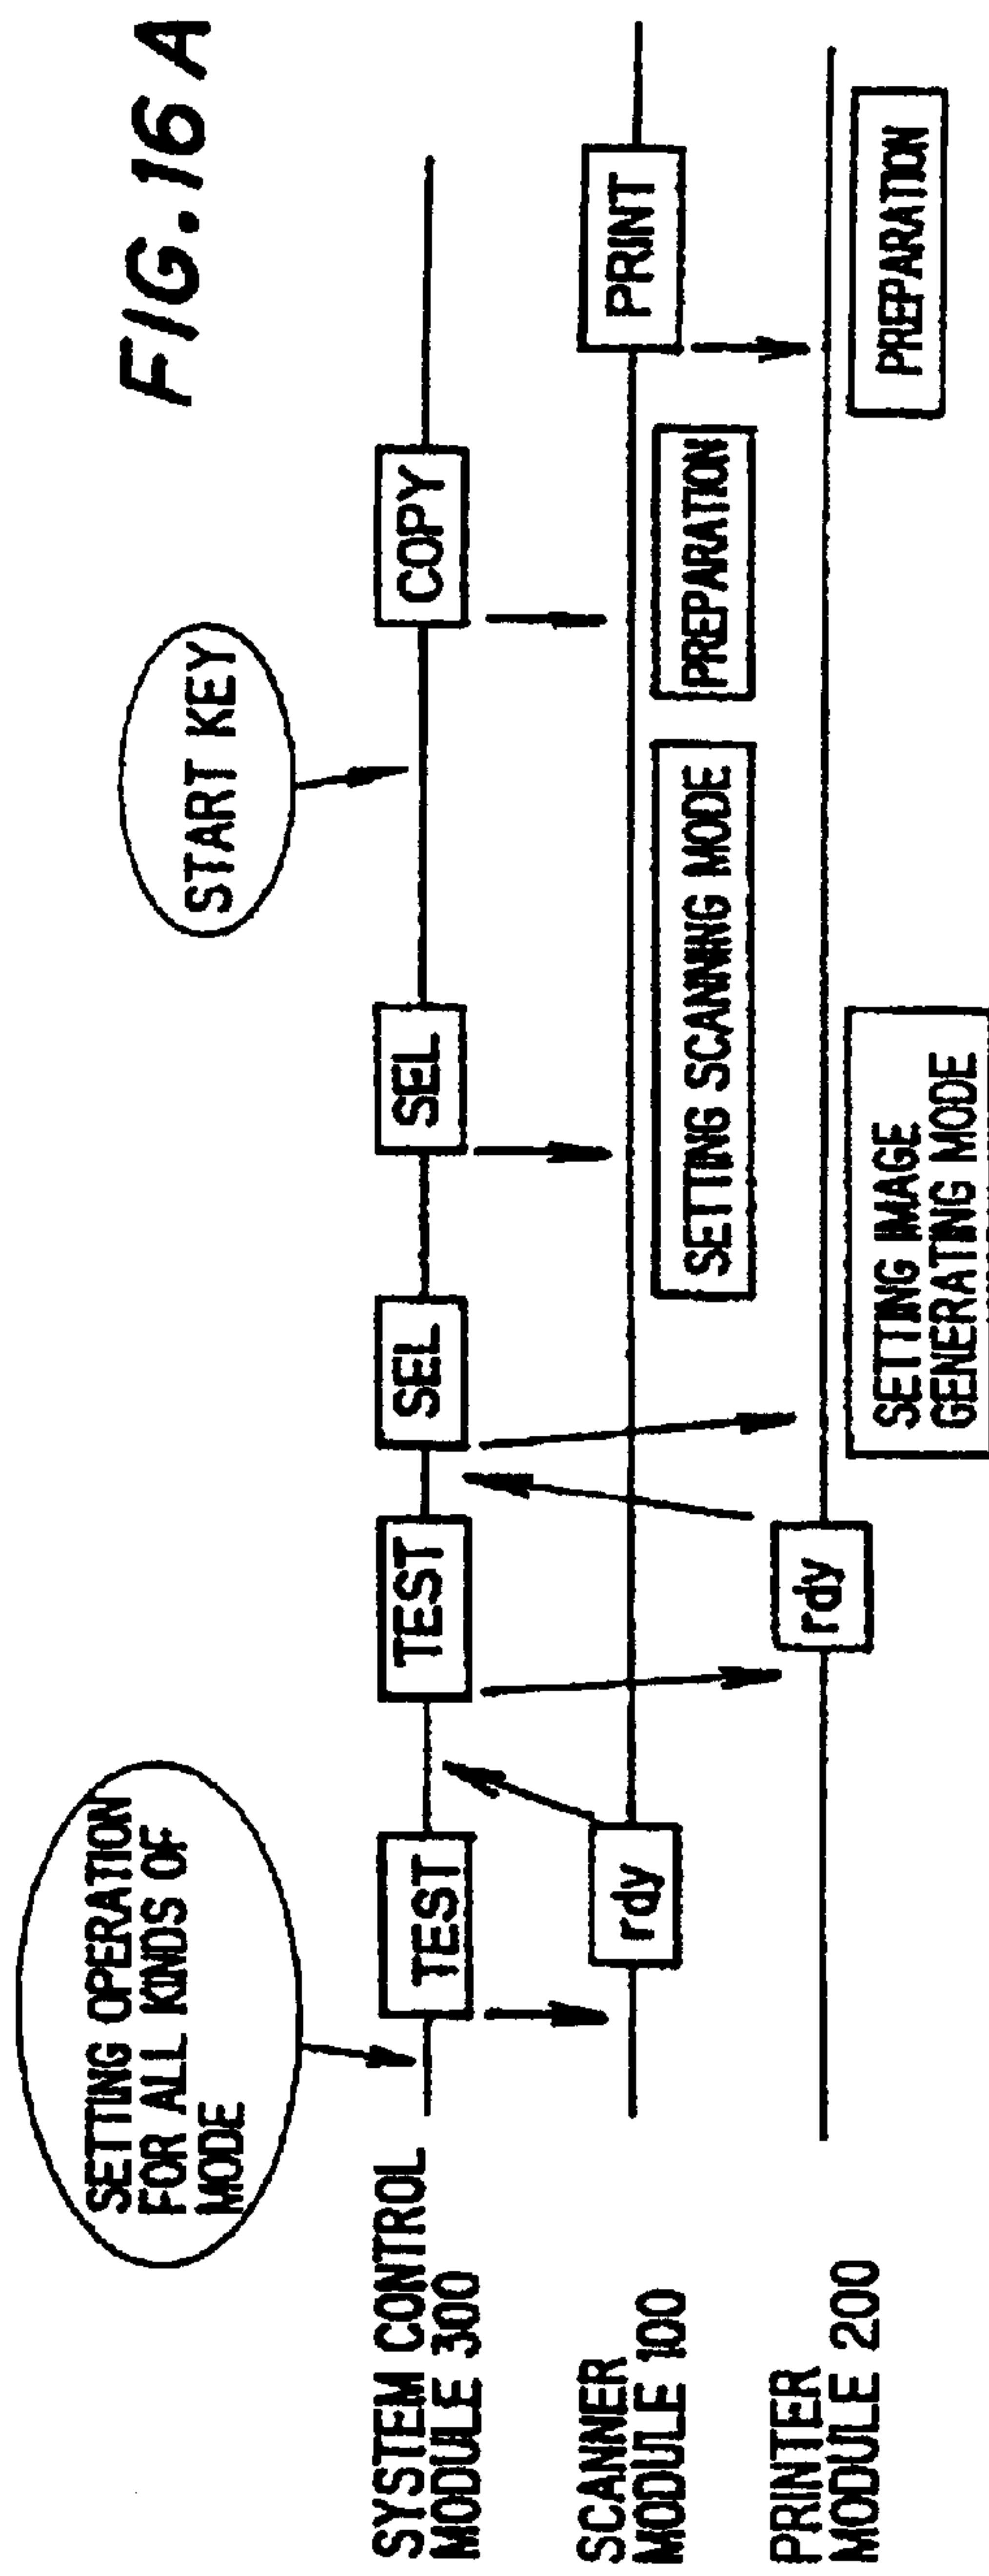 FIG. 16 A
SETTING OPERATION
FOR ALL KINDS OF
MODE
START KEY
SYSTEM CONTROL
MODULE 300
TEST
TEST
SEL
SEL
COPY
SCANNER
MODULE 100
rdy
SETTING SCANNING MODE
PREPARATION
PRINT
PRINTER
MODULE 200
rdy
SETTING IMAGE
GENERATING MODE
PREPARATION